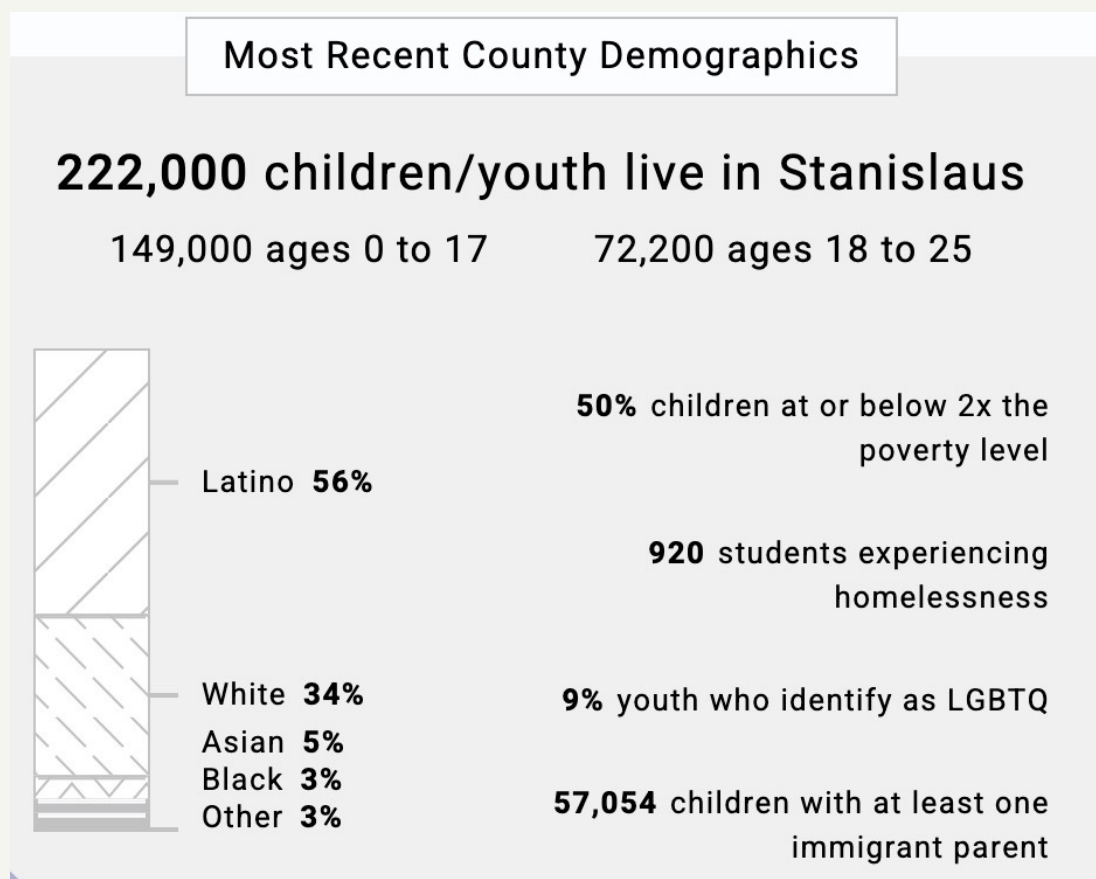 Most Recent County Demographics
222,000 children/youth live in Stanislaus
149,000 ages 0 to 17
72,200 ages 18 to 25
Latino 56%
White 34%
Asian 5%
Black 3%
Other 3%
50% children at or below 2x the
poverty level
920 students experiencing
homelessness
9% youth who identify as LGBTQ
57,054 children with at least one
immigrant parent